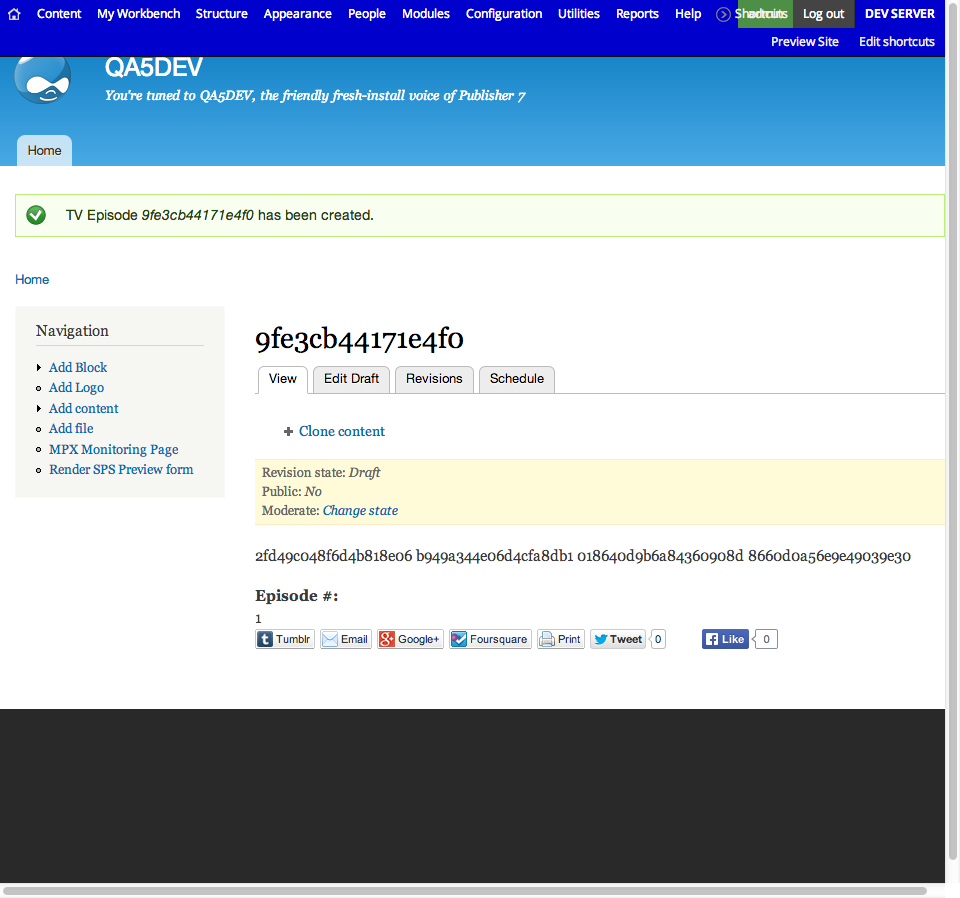 Content My Workbench Structure Appearance People Modules Configuration Utilities Reports Help Shortcuts Log out DEV SERVER
Preview Site Edit shortcuts
QA5DEV
You're tuned to QA5DEV, the friendly fresh-install voice of Publisher 7
Home
TV Episode 9fe3cb44171e4f0 has been created.
Home
Navigation
Add Block
Add Logo
Add content
Add file
MPX Monitoring Page
Render SPS Preview form
9fe3cb44171e4f0
View Edit Draft Revisions Schedule
Clone content
Revision state: Draft
Public: No
Moderate: Change state
2fd49c048f6d4b818e06 b949a344e06d4cfa8db1 018640d9b6a84360908d 8660d0a56e9e49039e30
Episode #:
1
Tumblr Email Google+ Foursquare Print Tweet 0 Like 0